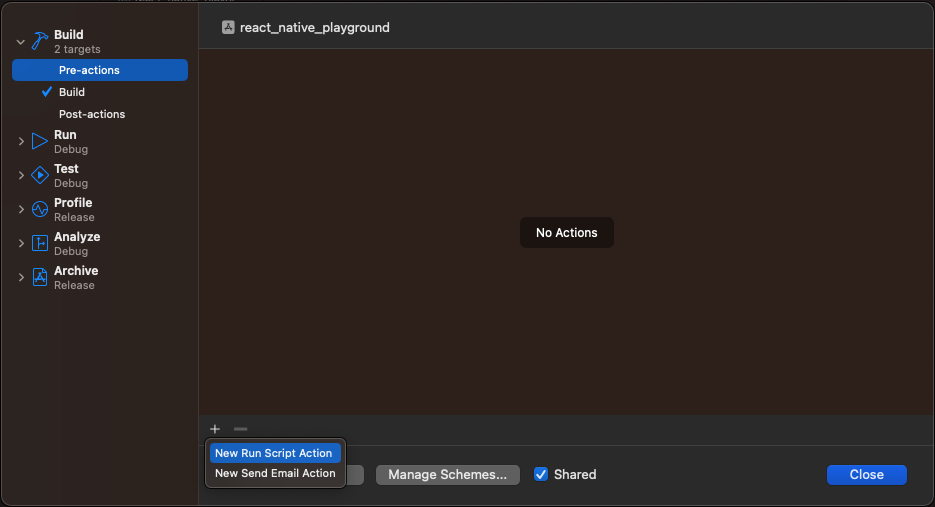 react_native_playground
Build
2 targets
Pre-actions
Build
Post-actions
Run
Debug
Test
Debug
Profile
Release
Analyze
Debug
Archive
Release
No Actions
New Run Script Action
New Send Email Action
Manage Schemes...
Shared
Close